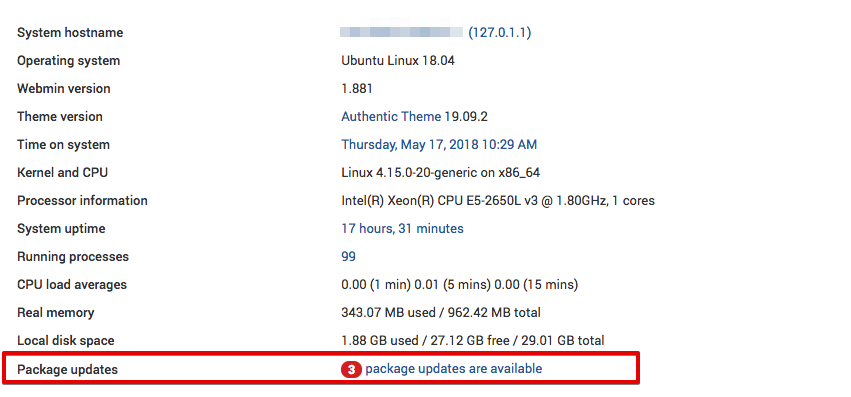 System hostname (127.0.1.1)
Operating system Ubuntu Linux 18.04
Webmin version 1.881
Theme version Authentic Theme 19.09.2
Time on system Thursday, May 17, 2018 10:29 AM
Kernel and CPU Linux 4.15.0-20-generic on x86_64
Processor information Intel(R) Xeon(R) CPU E5-2650L v3 @ 1.80GHz, 1 cores
System uptime 17 hours, 31 minutes
Running processes 99
CPU load averages 0.00 (1 min) 0.01 (5 mins) 0.00 (15 mins)
Real memory 343.07 MB used / 962.42 MB total
Local disk space 1.88 GB used / 27.12 GB free / 29.01 GB total
Package updates 3 package updates are available